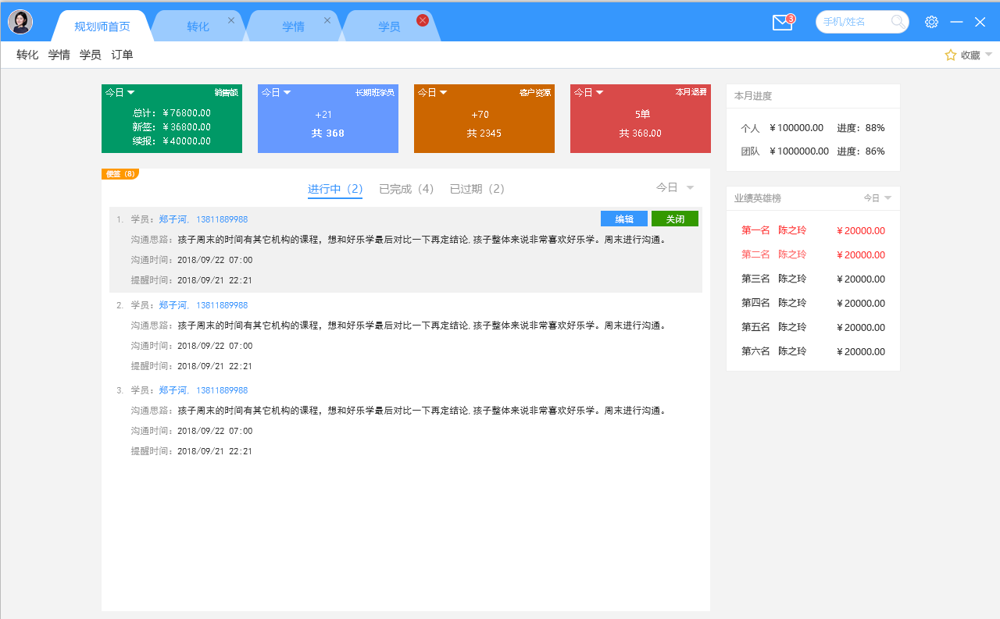 规划师首页 转化 学情 学员 3 手机/姓名
转化 学情 学员 订单 收藏
今日 销售额
总计：￥76800.00
新签：￥36800.00
续报：￥40000.00
今日 长期班学员
+21
共 368
今日 客户资源
+70
共 2345
今日 本月退费
5单
共 368.00
本月进度
个人 ￥100000.00 进度：88%
团队 ￥1000000.00 进度：86%
便签（8）
进行中（2） 已完成（4） 已过期（2） 今日
1. 学员：郑子河, 13811889988 编辑 关闭
沟通思路：孩子周末的时间有其它机构的课程，想和好乐学最后对比一下再定结论,孩子整体来说非常喜欢好乐学。周末进行沟通。
沟通时间：2018/09/22 07:00
提醒时间：2018/09/21 22:21
2. 学员：郑子河, 13811889988
沟通思路：孩子周末的时间有其它机构的课程，想和好乐学最后对比一下再定结论,孩子整体来说非常喜欢好乐学。周末进行沟通。
沟通时间：2018/09/22 07:00
提醒时间：2018/09/21 22:21
3. 学员：郑子河, 13811889988
沟通思路：孩子周末的时间有其它机构的课程，想和好乐学最后对比一下再定结论,孩子整体来说非常喜欢好乐学。周末进行沟通。
沟通时间：2018/09/22 07:00
提醒时间：2018/09/21 22:21
业绩英雄榜 今日
第一名 陈之玲 ￥20000.00
第二名 陈之玲 ￥20000.00
第三名 陈之玲 ￥20000.00
第四名 陈之玲 ￥20000.00
第五名 陈之玲 ￥20000.00
第六名 陈之玲 ￥20000.00